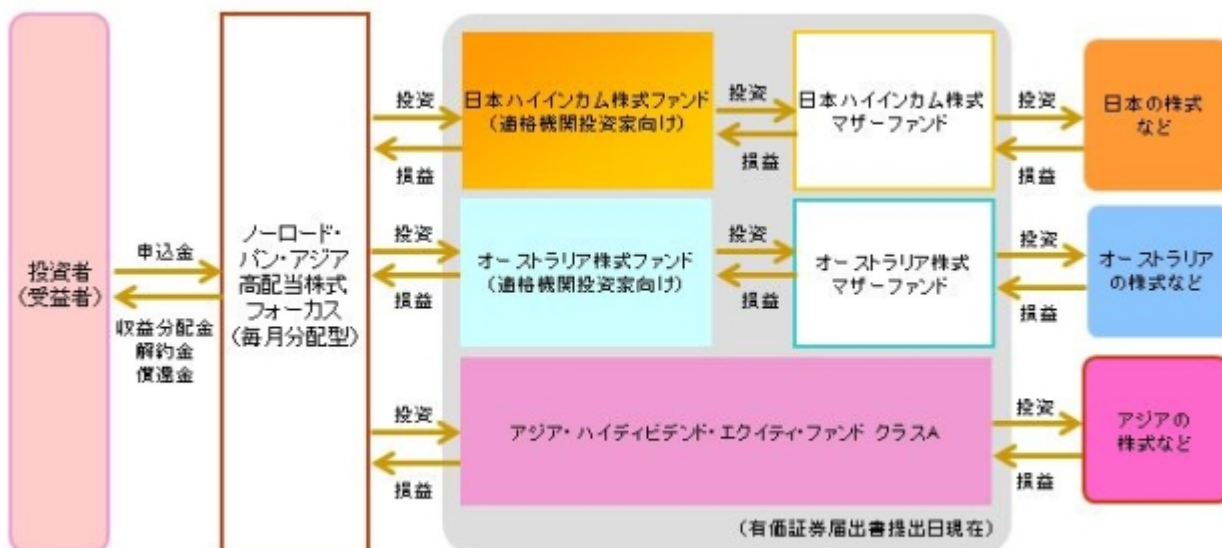 投資者
(受益者)
申込金
収益分配金
解約金
償還金
ノーロード・
パン・アジア
高配当株式
フォーカス
(毎月分配型)
投資
損益
日本ハイインカム株式ファンド
(適格機関投資家向け)
投資
損益
日本ハイインカム株式
マザーファンド
投資
損益
日本の株式
など
投資
損益
オーストラリア株式ファンド
(適格機関投資家向け)
投資
損益
オーストラリア株式
マザーファンド
投資
損益
オーストラリア
の株式など
投資
損益
アジア・ハイディビデンド・エクイティ・ファンド クラスA
投資
損益
アジアの
株式など
(有価証券届出書提出日現在)